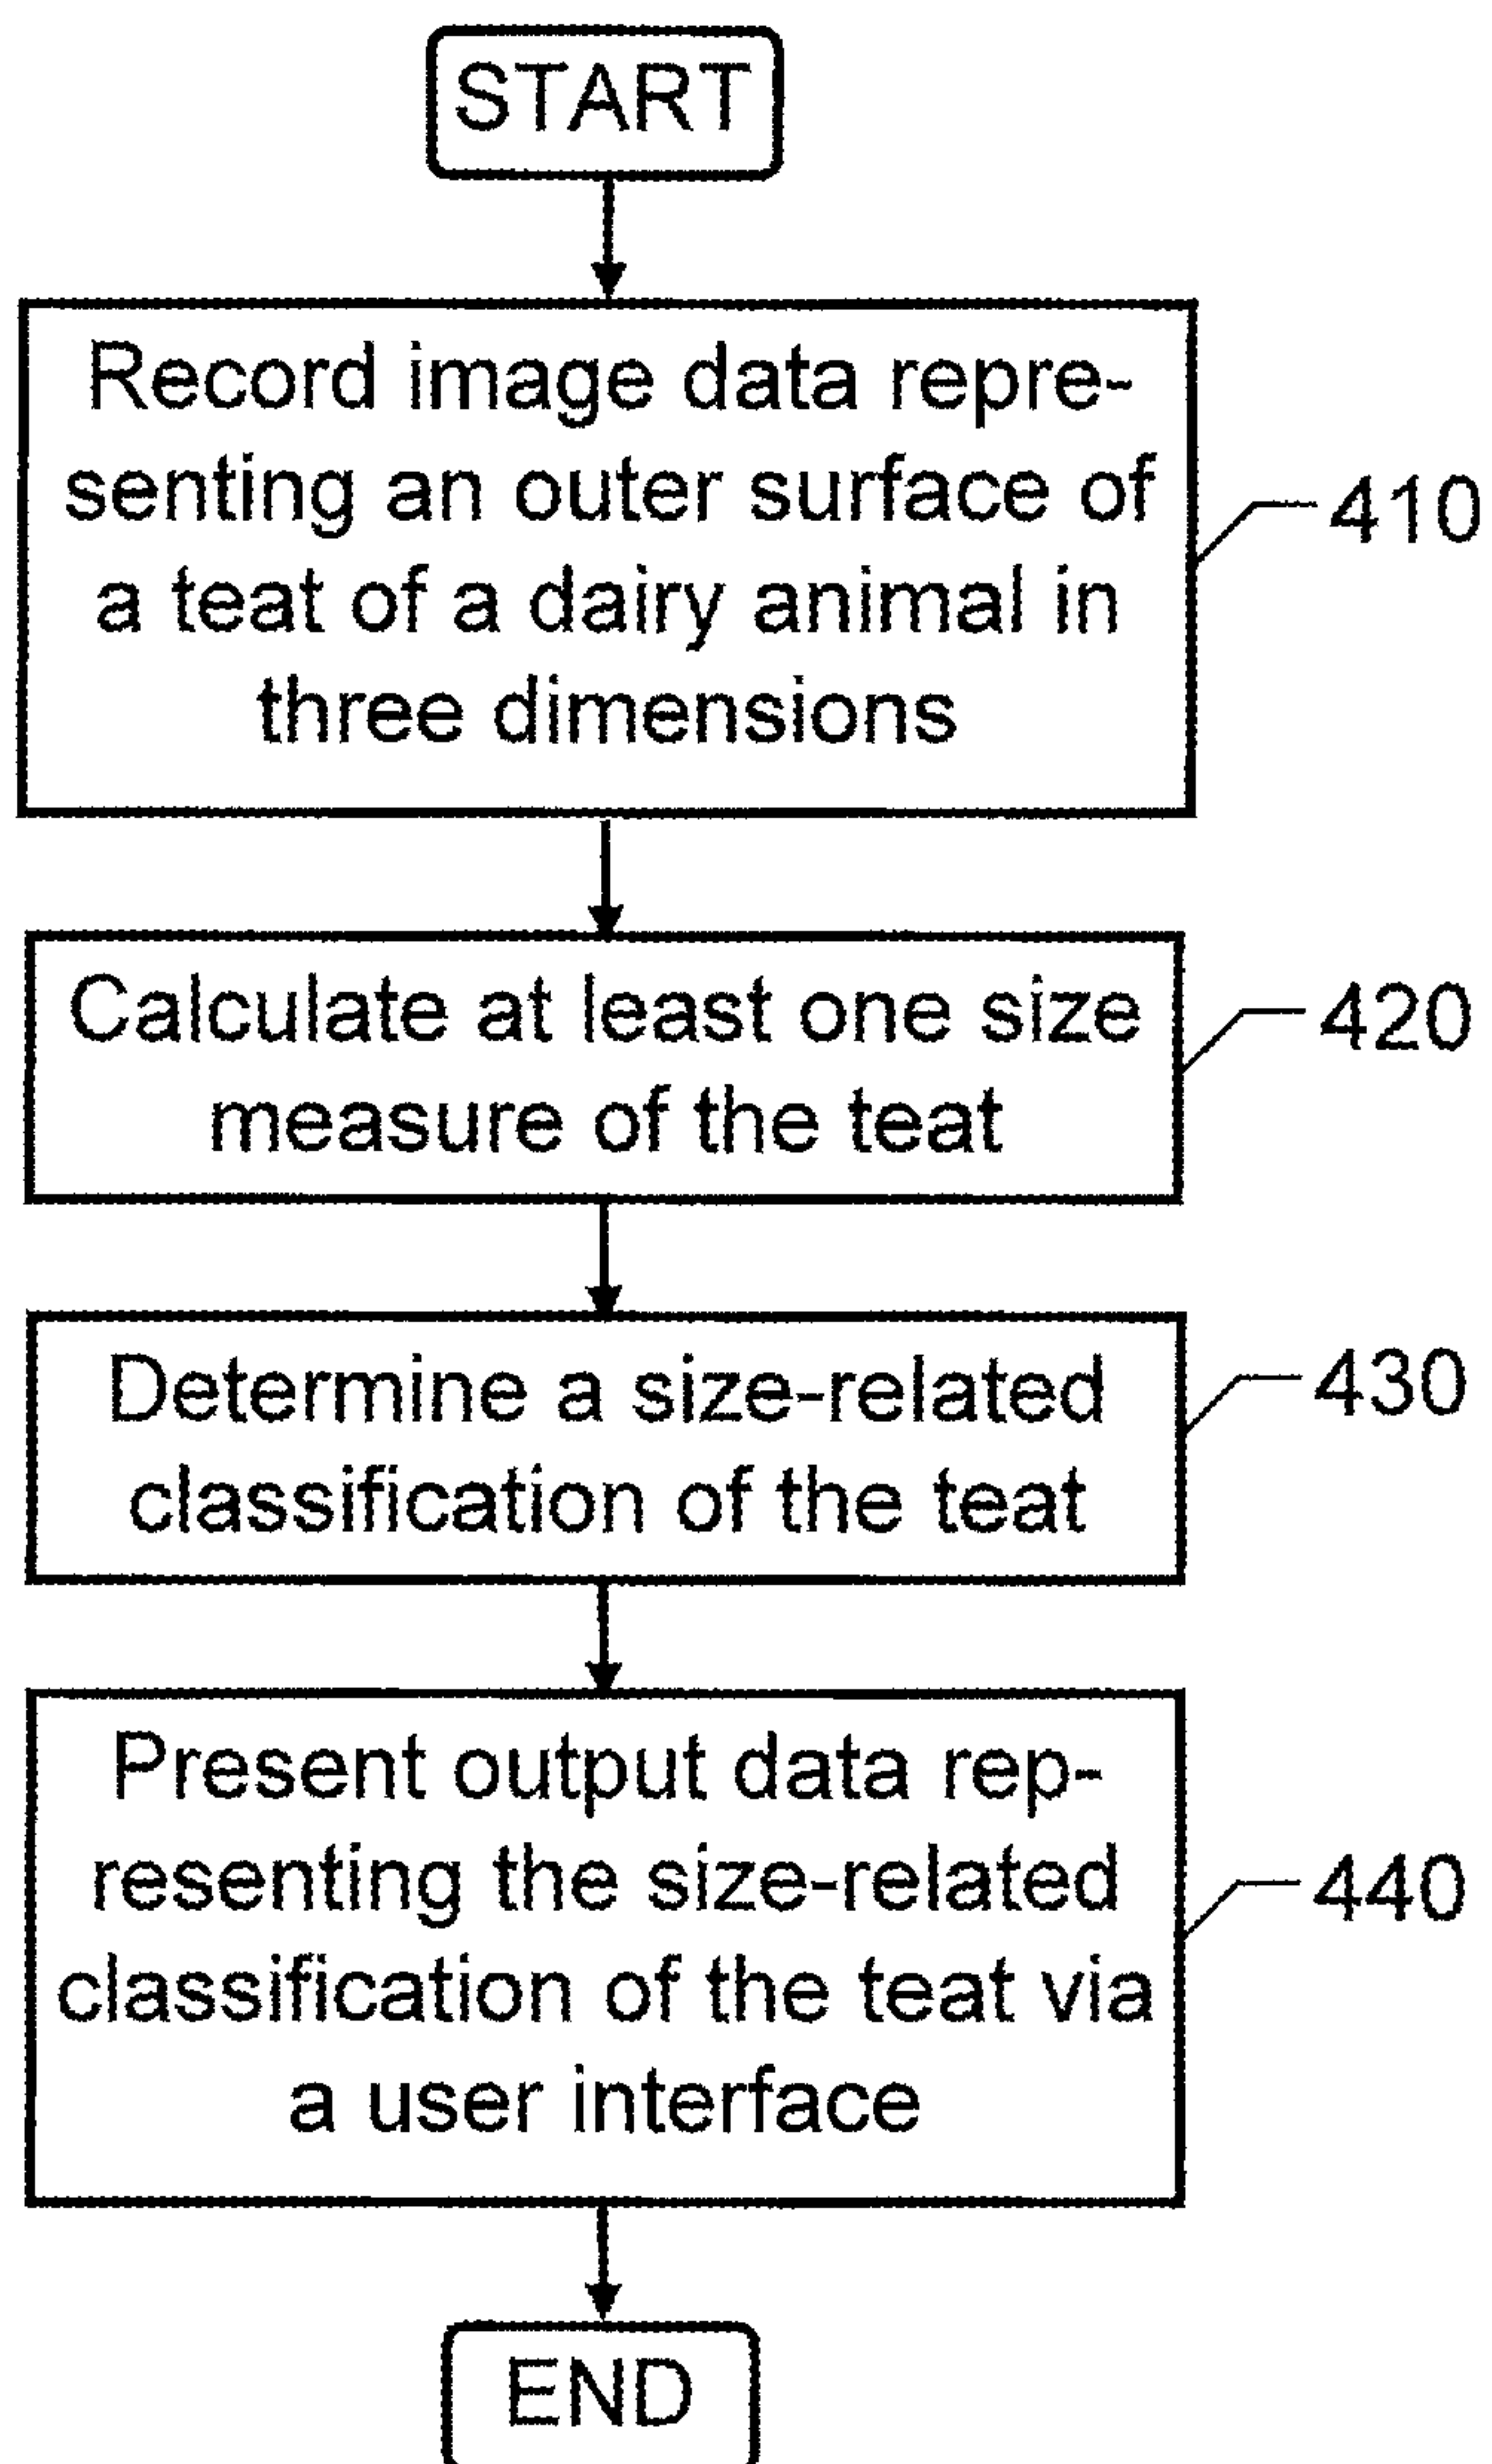 START
Record image data repre-
senting an outer surface of
a teat of a dairy animal in
three dimensions
410
Calculate at least one size
measure of the teat
420
Determine a size-related
classification of the teat
430
Present output data rep-
resenting the size-related
classification of the teat via
a user interface
440
END